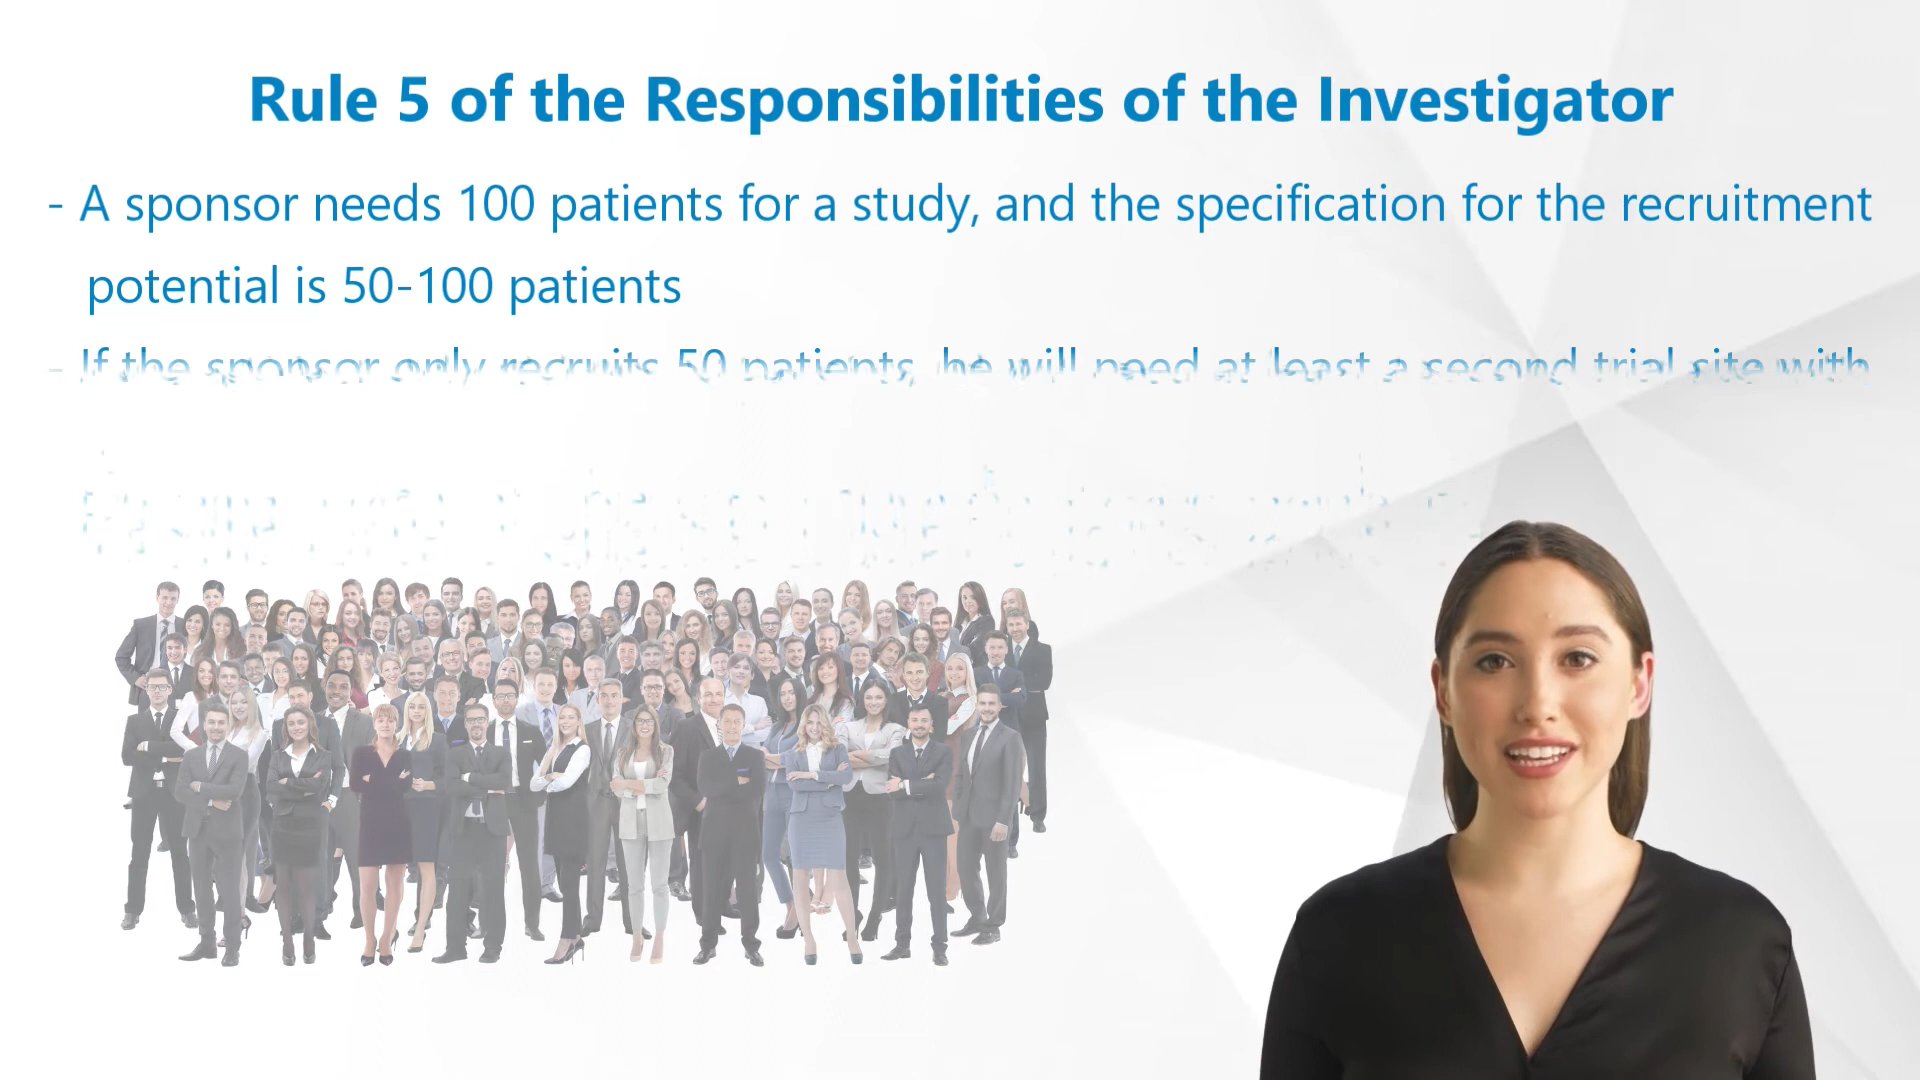 Rule 5 of the Responsibilities of the Investigator
- A sponsor needs 100 patients for a study, and the specification for the recruitment
potential is 50-100 patients
- If the sponsor only recruits 50 patients, he will need at least a second trial site with